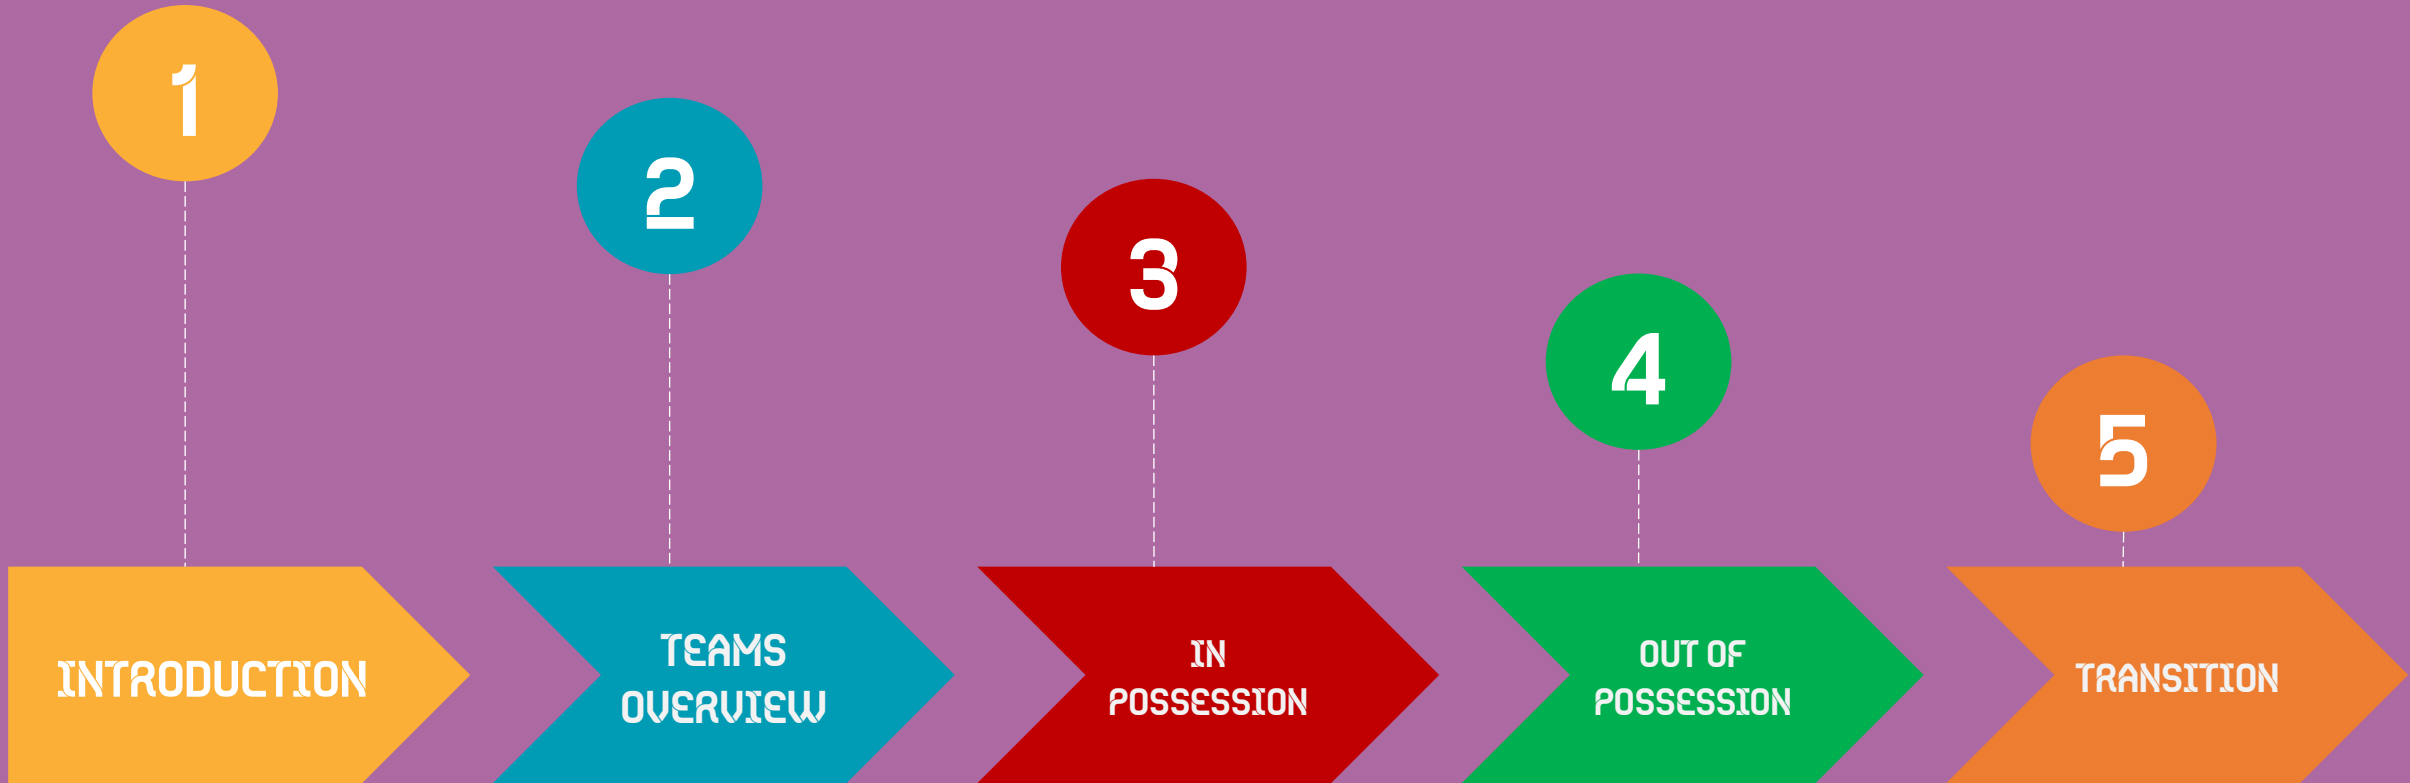 1
INTRODUCTION
2
TEAMS
OVERVIEW
3
IN
POSSESSION
4
OUT OF
POSSESSION
5
TRANSITION